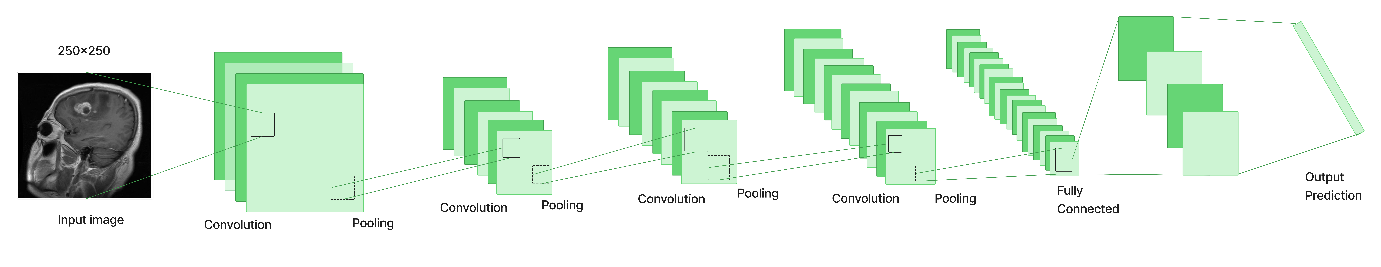 250×250
Input image
Convolution
Pooling
Convolution
Pooling
Convolution
Pooling
Convolution
Pooling
Fully
Connected
Output
Prediction